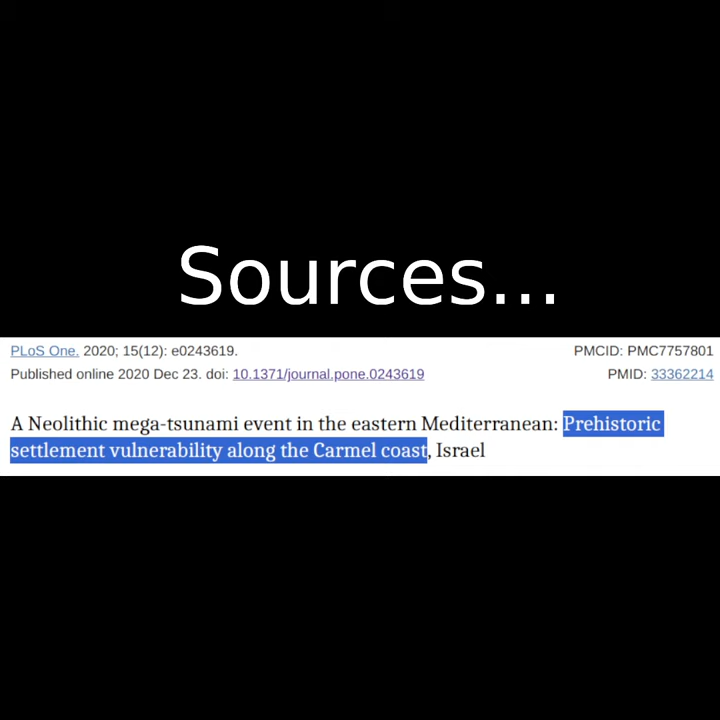 Sources...
PLoS One. 2020; 15(12): e0243619. PMCID: PMC7757801
Published online 2020 Dec 23. doi: 10.1371/journal.pone.0243619 PMID: 33362214
A Neolithic mega-tsunami event in the eastern Mediterranean: Prehistoric
settlement vulnerability along the Carmel coast, Israel